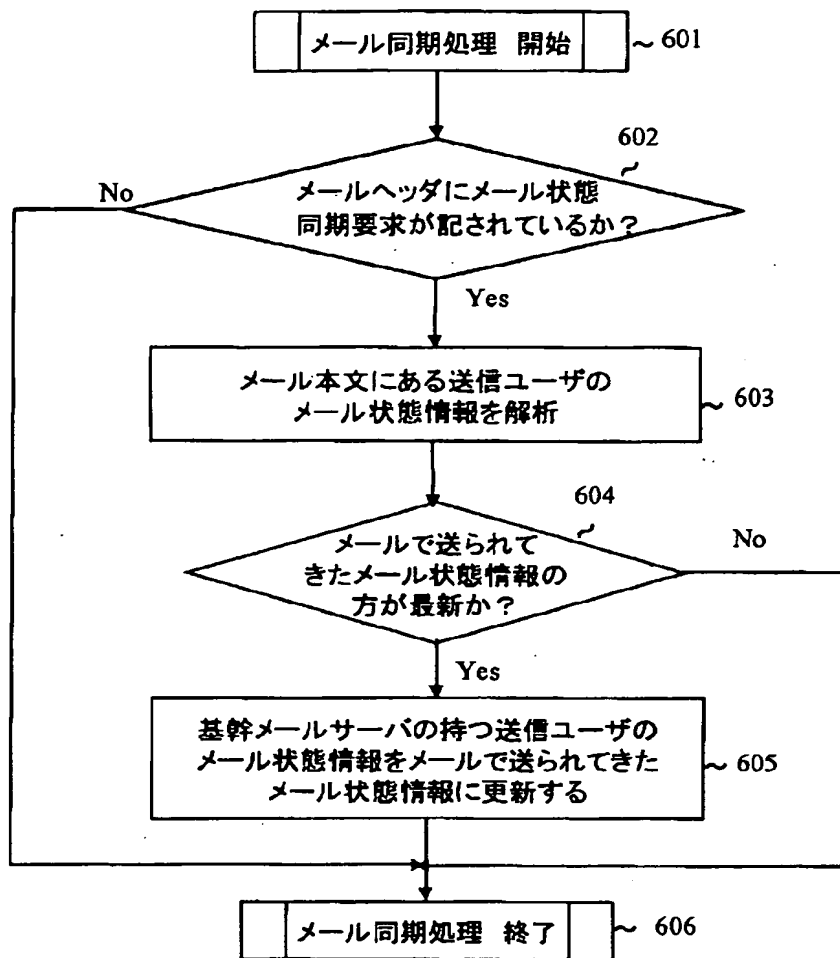 メール同期処理 開始
～601
602
メールヘッダにメール状態
同期要求が記されているか？
No
Yes
メール本文にある送信ユーザの
メール状態情報を解析
～603
604
メールで送られて
きたメール状態情報の
方が最新か？
No
Yes
基幹メールサーバの持つ送信ユーザの
メール状態情報をメールで送られてきた
メール状態情報に更新する
～605
メール同期処理 終了
～606